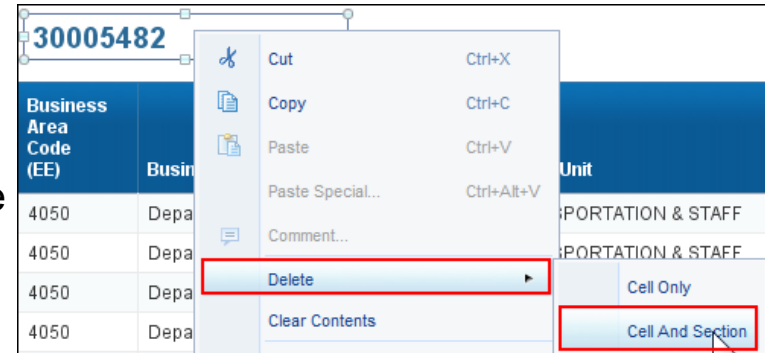 30005482
Cut Ctrl+X
Copy Ctrl+C
Paste Ctrl+V
Paste Special... Ctrl+Alt+V
Comment...
Delete
Clear Contents
Cell Only
Cell And Section
Business
Area
Code
(EE) Busin Unit
e
4050 Depa SPORTATION & STAFF
4050 Depa SPORTATION & STAFF
4050 Depa
4050 Depa